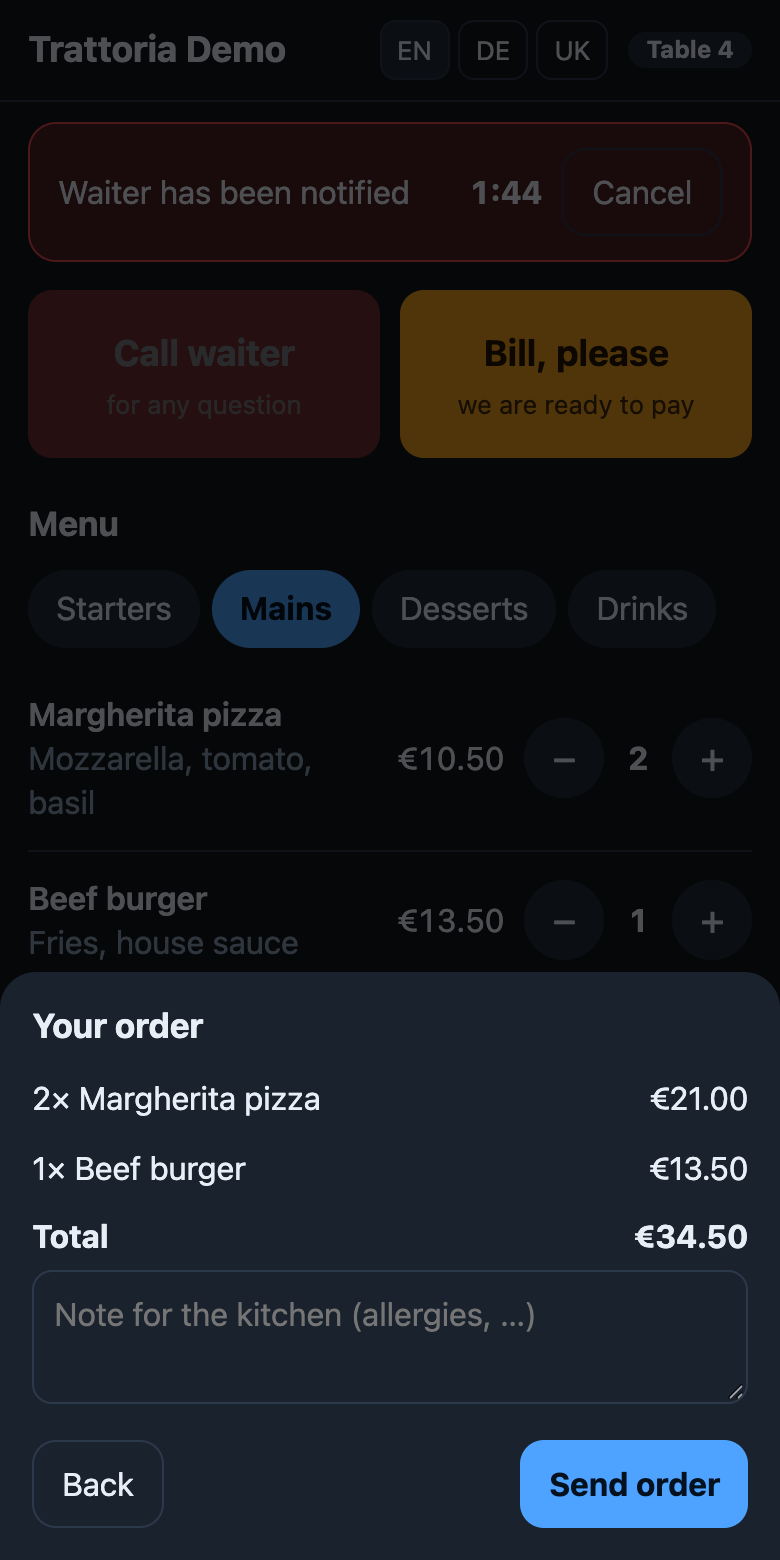 Trattoria Demo EN DE UK Table 4
Waiter has been notified 1:44 Cancel
Call waiter
for any question
Bill, please
we are ready to pay
Menu
Starters Mains Desserts Drinks
Margherita pizza
Mozzarella, tomato,
basil
€10.50 − 2 +
Beef burger
Fries, house sauce
€13.50 − 1 +
Your order
2× Margherita pizza €21.00
1× Beef burger €13.50
Total €34.50
Note for the kitchen (allergies, ...)
Back Send order